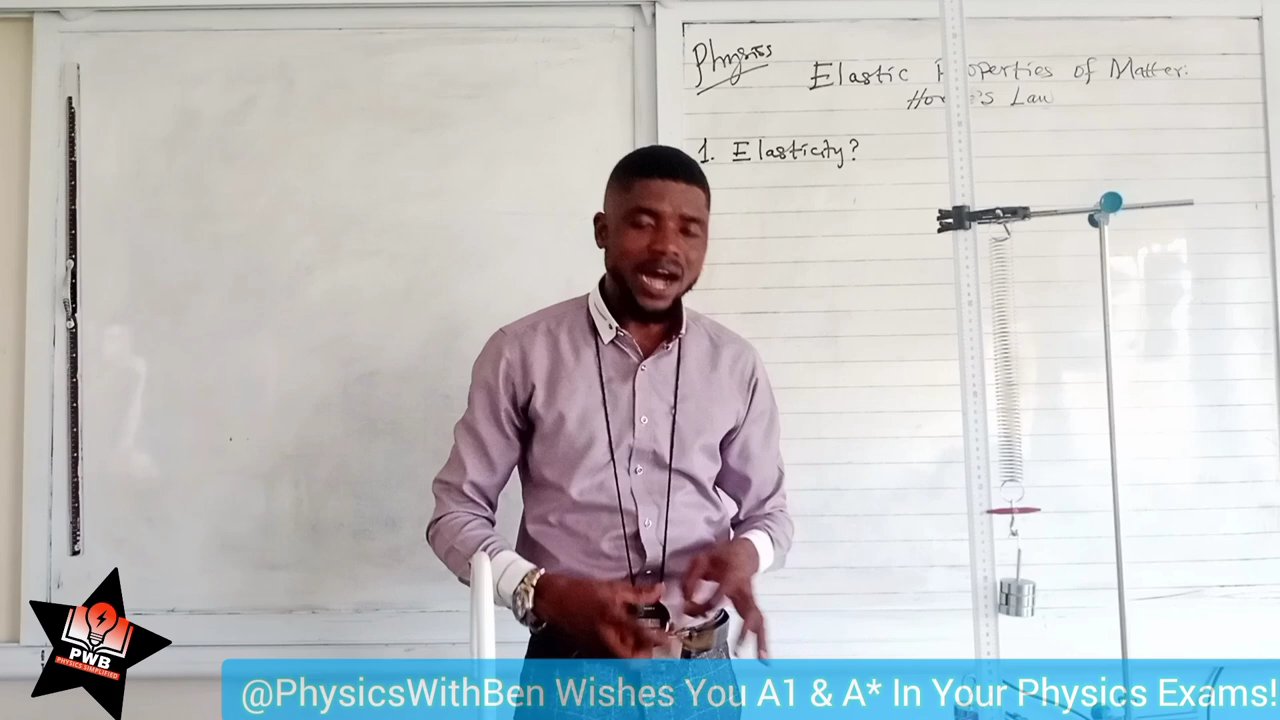 Physics
Elastic Properties of Matter:
Hooke's Law
1. Elasticity?
PWB
PHYSICS SIMPLIFIED
@PhysicsWithBen Wishes You A1 & A* In Your Physics Exams!